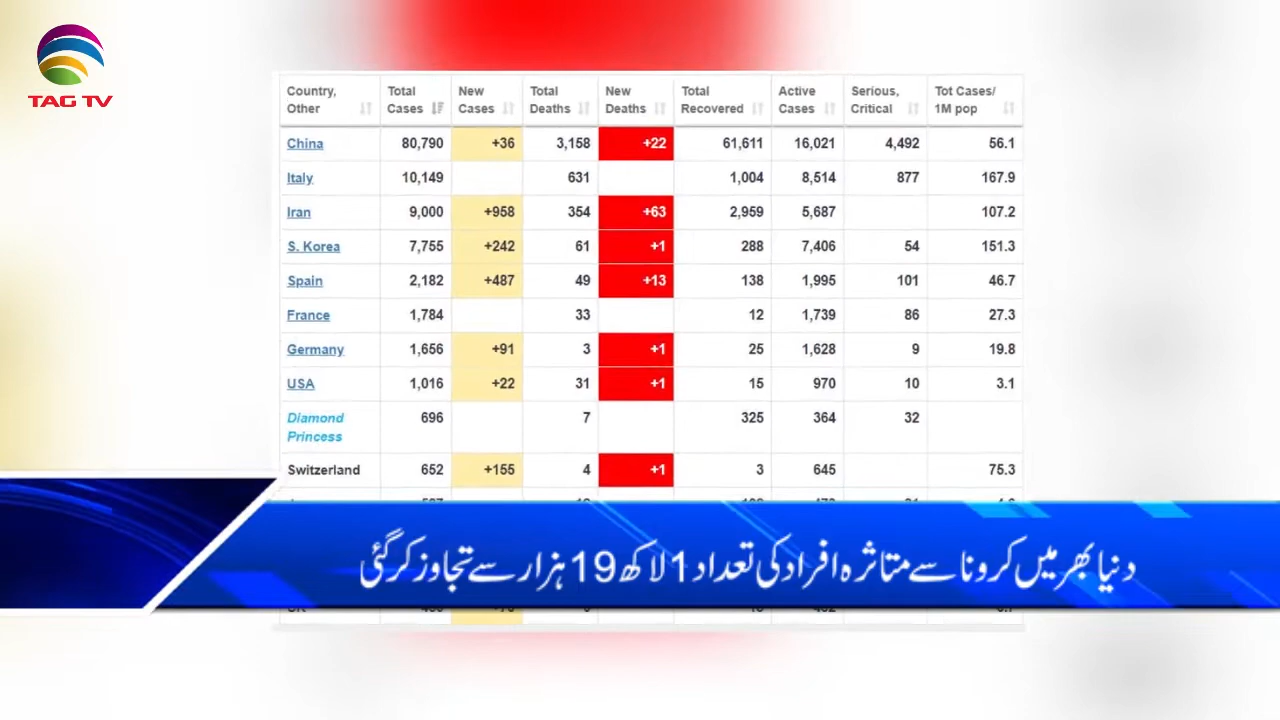 TAG TV
Country, Other Total Cases New Cases Total Deaths New Deaths Total Recovered Active Cases Serious, Critical Tot Cases/ 1M pop
China 80,790 +36 3,158 +22 61,611 16,021 4,492 56.1
Italy 10,149 631 1,004 8,514 877 167.9
Iran 9,000 +958 354 +63 2,959 5,687 107.2
S. Korea 7,755 +242 61 +1 288 7,406 54 151.3
Spain 2,182 +487 49 +13 138 1,995 101 46.7
France 1,784 33 12 1,739 86 27.3
Germany 1,656 +91 3 +1 25 1,628 9 19.8
USA 1,016 +22 31 +1 15 970 10 3.1
Diamond Princess 696 7 325 364 32
Switzerland 652 +155 4 +1 3 645 75.3
دنیا بھر میں کرونا سے متاثرہ افراد کی تعداد 1 لاکھ 19 ہزار سے تجاوز کر گئی